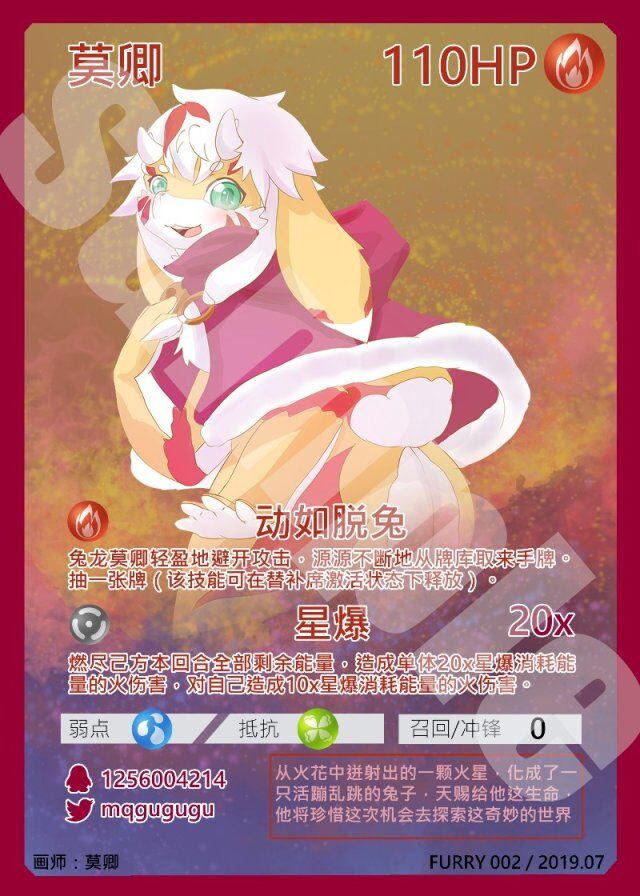 莫卿 110HP
动如脱兔
兔龙莫卿轻盈地避开攻击，源源不断地从牌库取来手牌。
抽一张牌（该技能可在替补席激活状态下释放）。
星爆 20x
燃尽己方本回合全部剩余能量，造成单体20x星爆消耗能
量的火伤害，对自己造成10x星爆消耗能量的火伤害。
弱点 抵抗 召回/冲锋 0
1256004214
mqgugugu
从火花中迸射出的一颗火星，化成了一
只活蹦乱跳的兔子，天赐给他这生命，
他将珍惜这次机会去探索这奇妙的世界
画师：莫卿 FURRY 002 / 2019.07